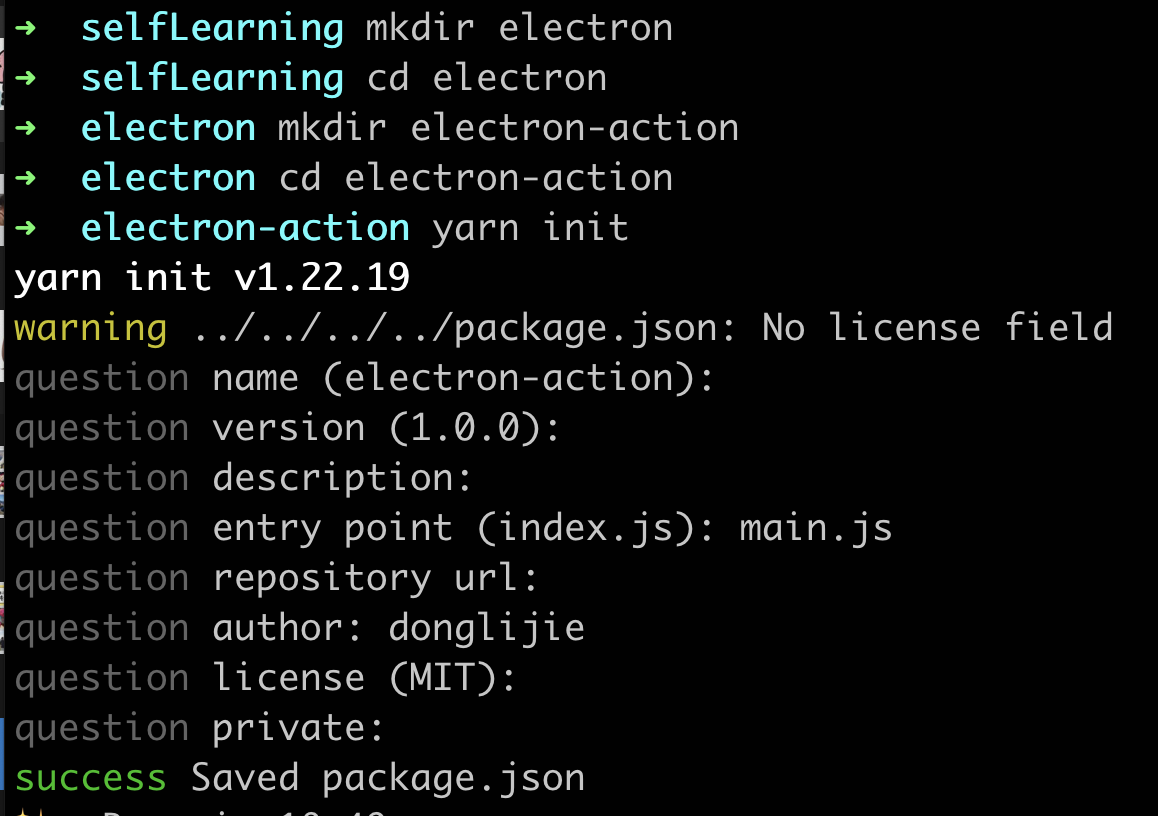 ➜ selfLearning mkdir electron
➜ selfLearning cd electron
➜ electron mkdir electron-action
➜ electron cd electron-action
➜ electron-action yarn init
yarn init v1.22.19
warning ../../../../package.json: No license field
question name (electron-action):
question version (1.0.0):
question description:
question entry point (index.js): main.js
question repository url:
question author: donglijie
question license (MIT):
question private:
success Saved package.json